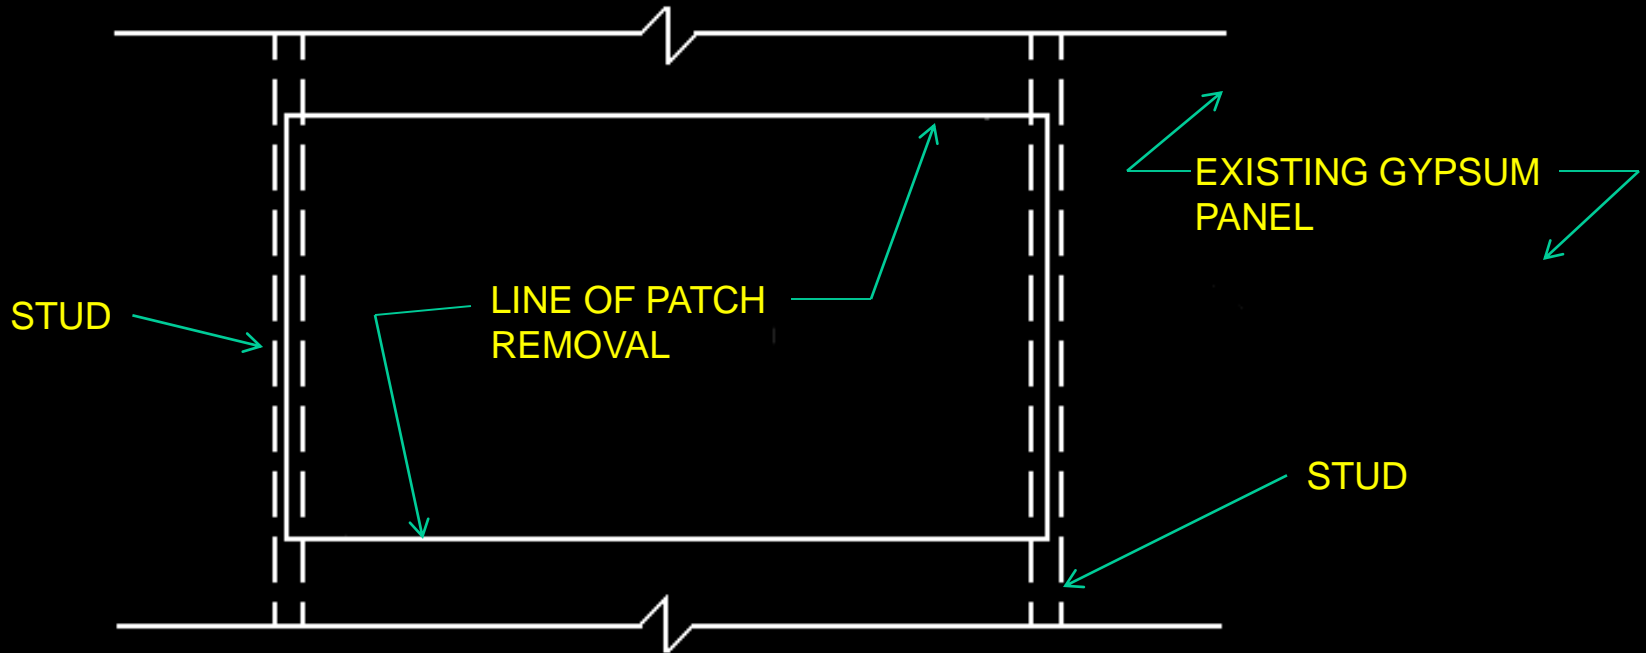 EXISTING GYPSUM
PANEL
LINE OF PATCH
REMOVAL
STUD
STUD